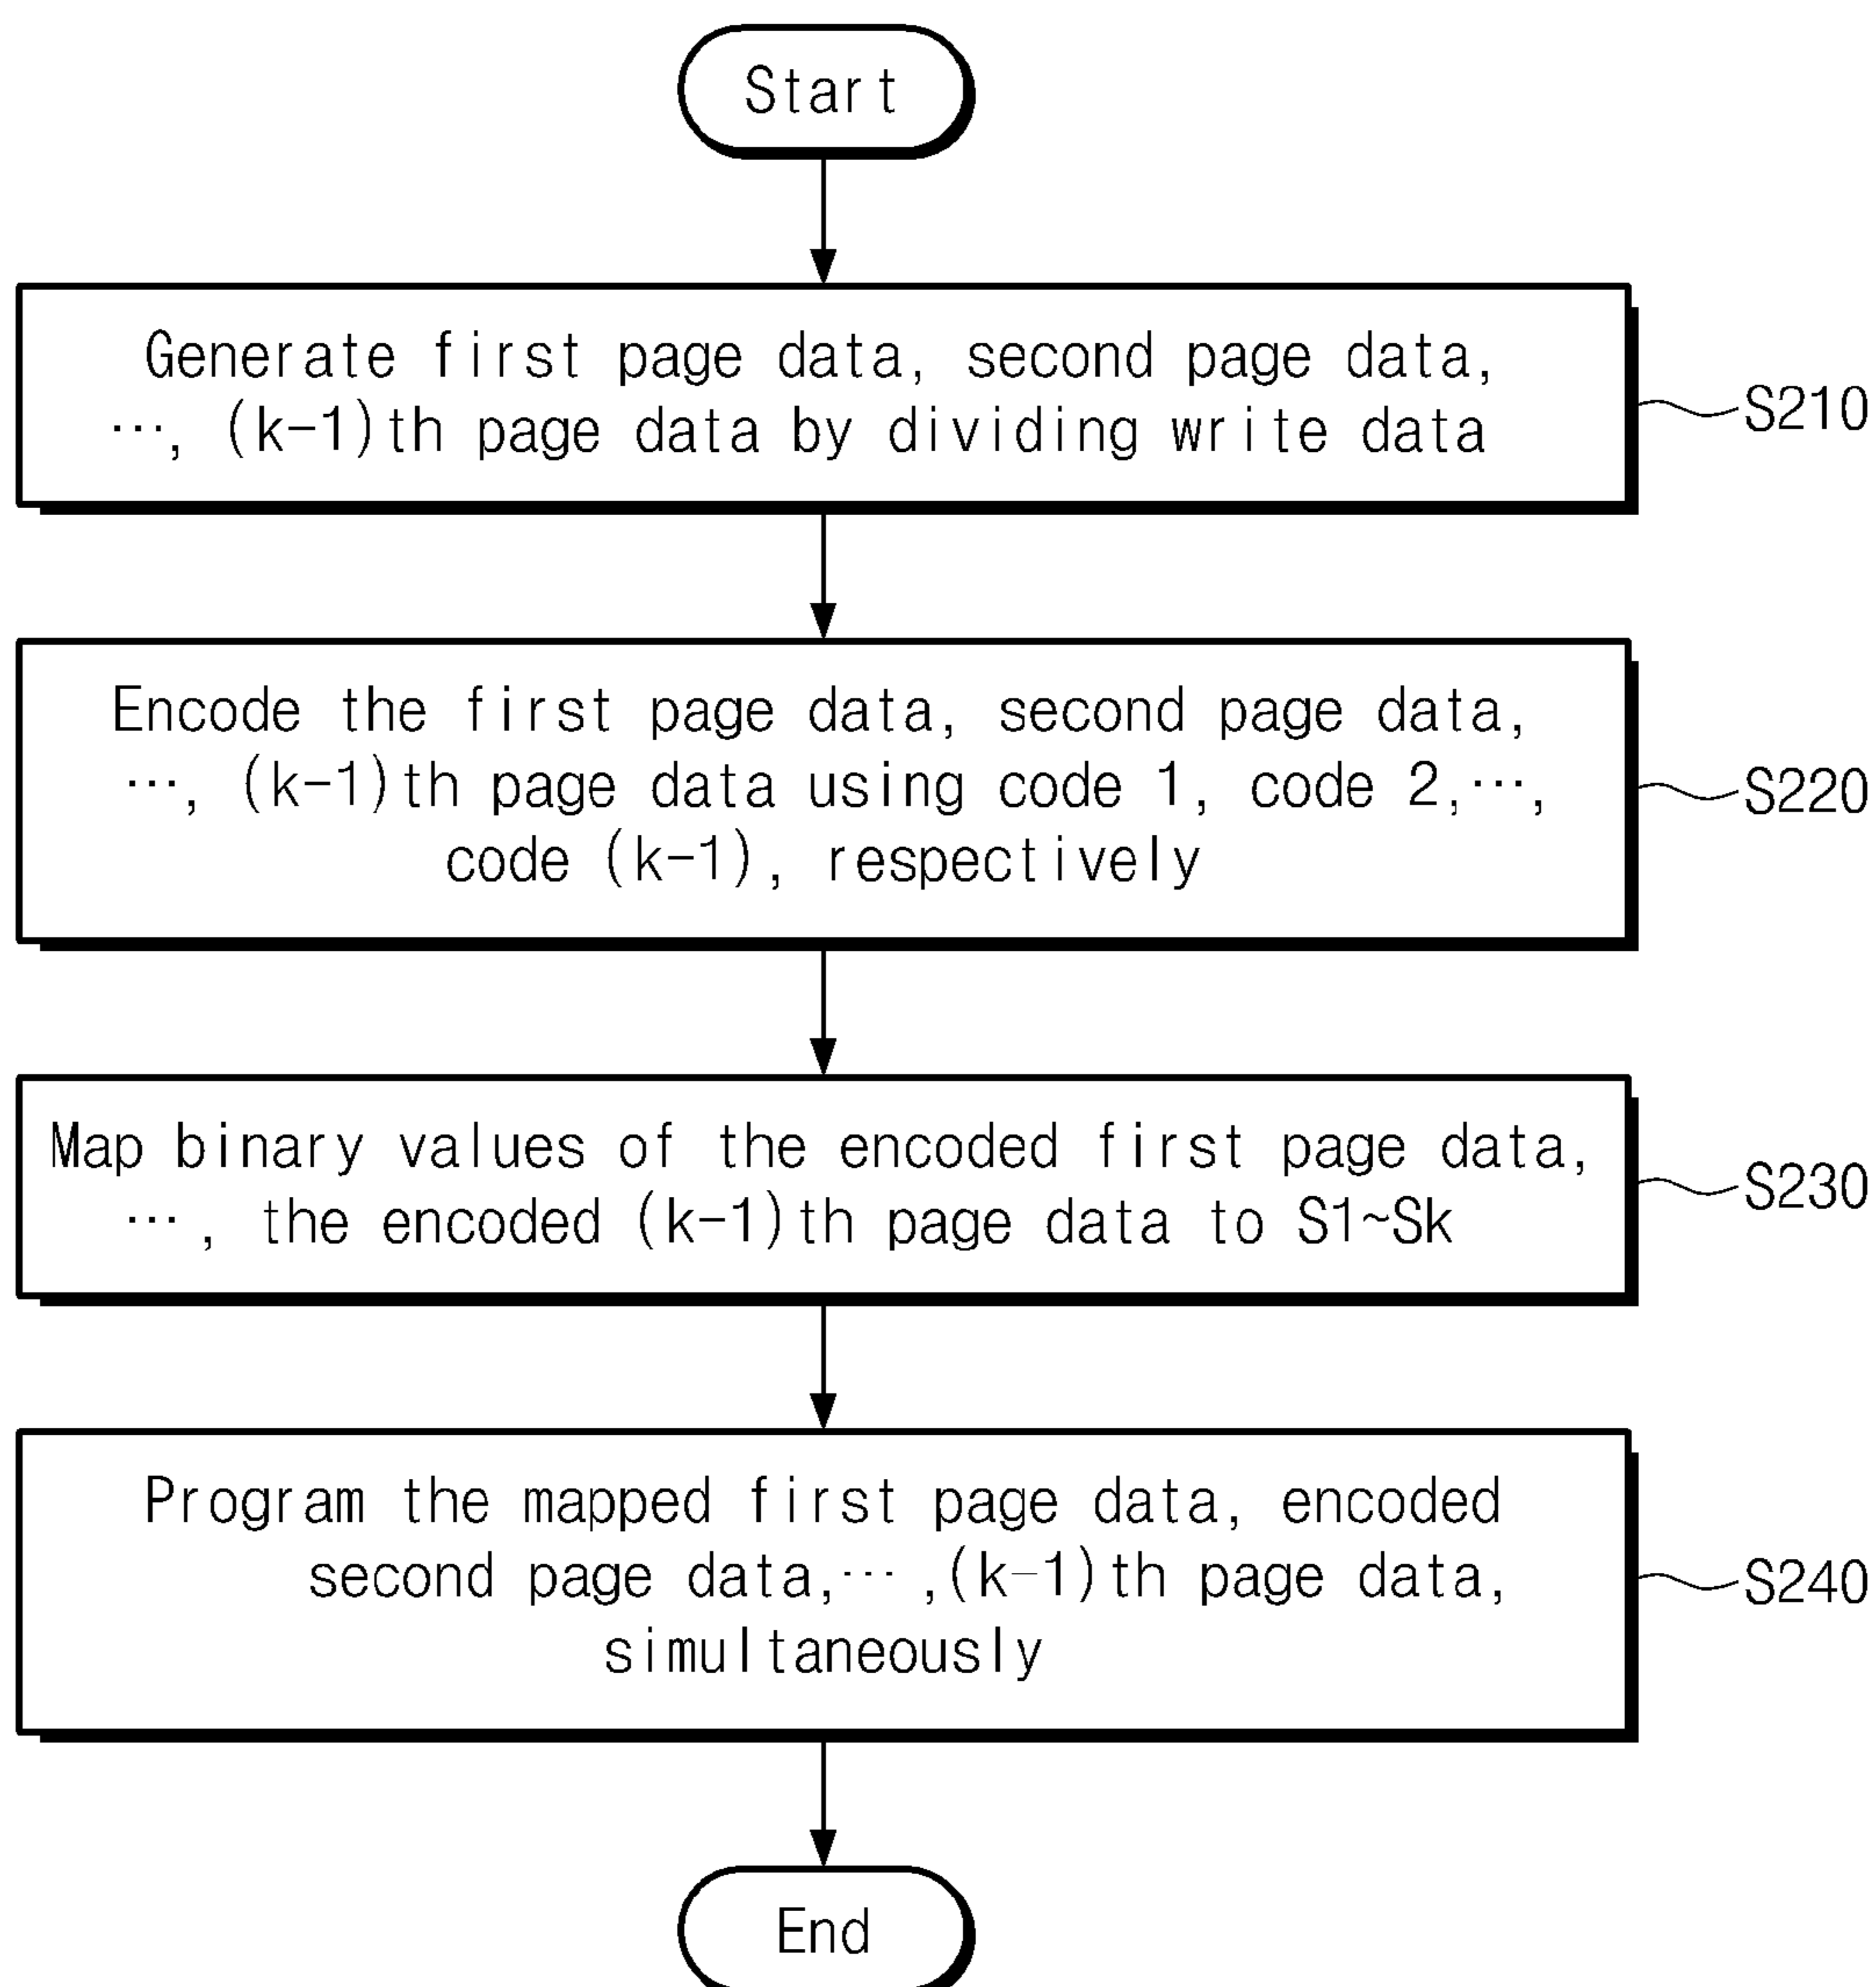 Start
Generate first page data, second page data,
…, (k-1)th page data by dividing write data
S210
Encode the first page data, second page data,
…, (k-1)th page data using code 1, code 2,…,
code (k-1), respectively
S220
Map binary values of the encoded first page data,
…, the encoded (k-1)th page data to S1~Sk
S230
Program the mapped first page data, encoded
second page data,… ,(k-1)th page data,
simultaneously
S240
End